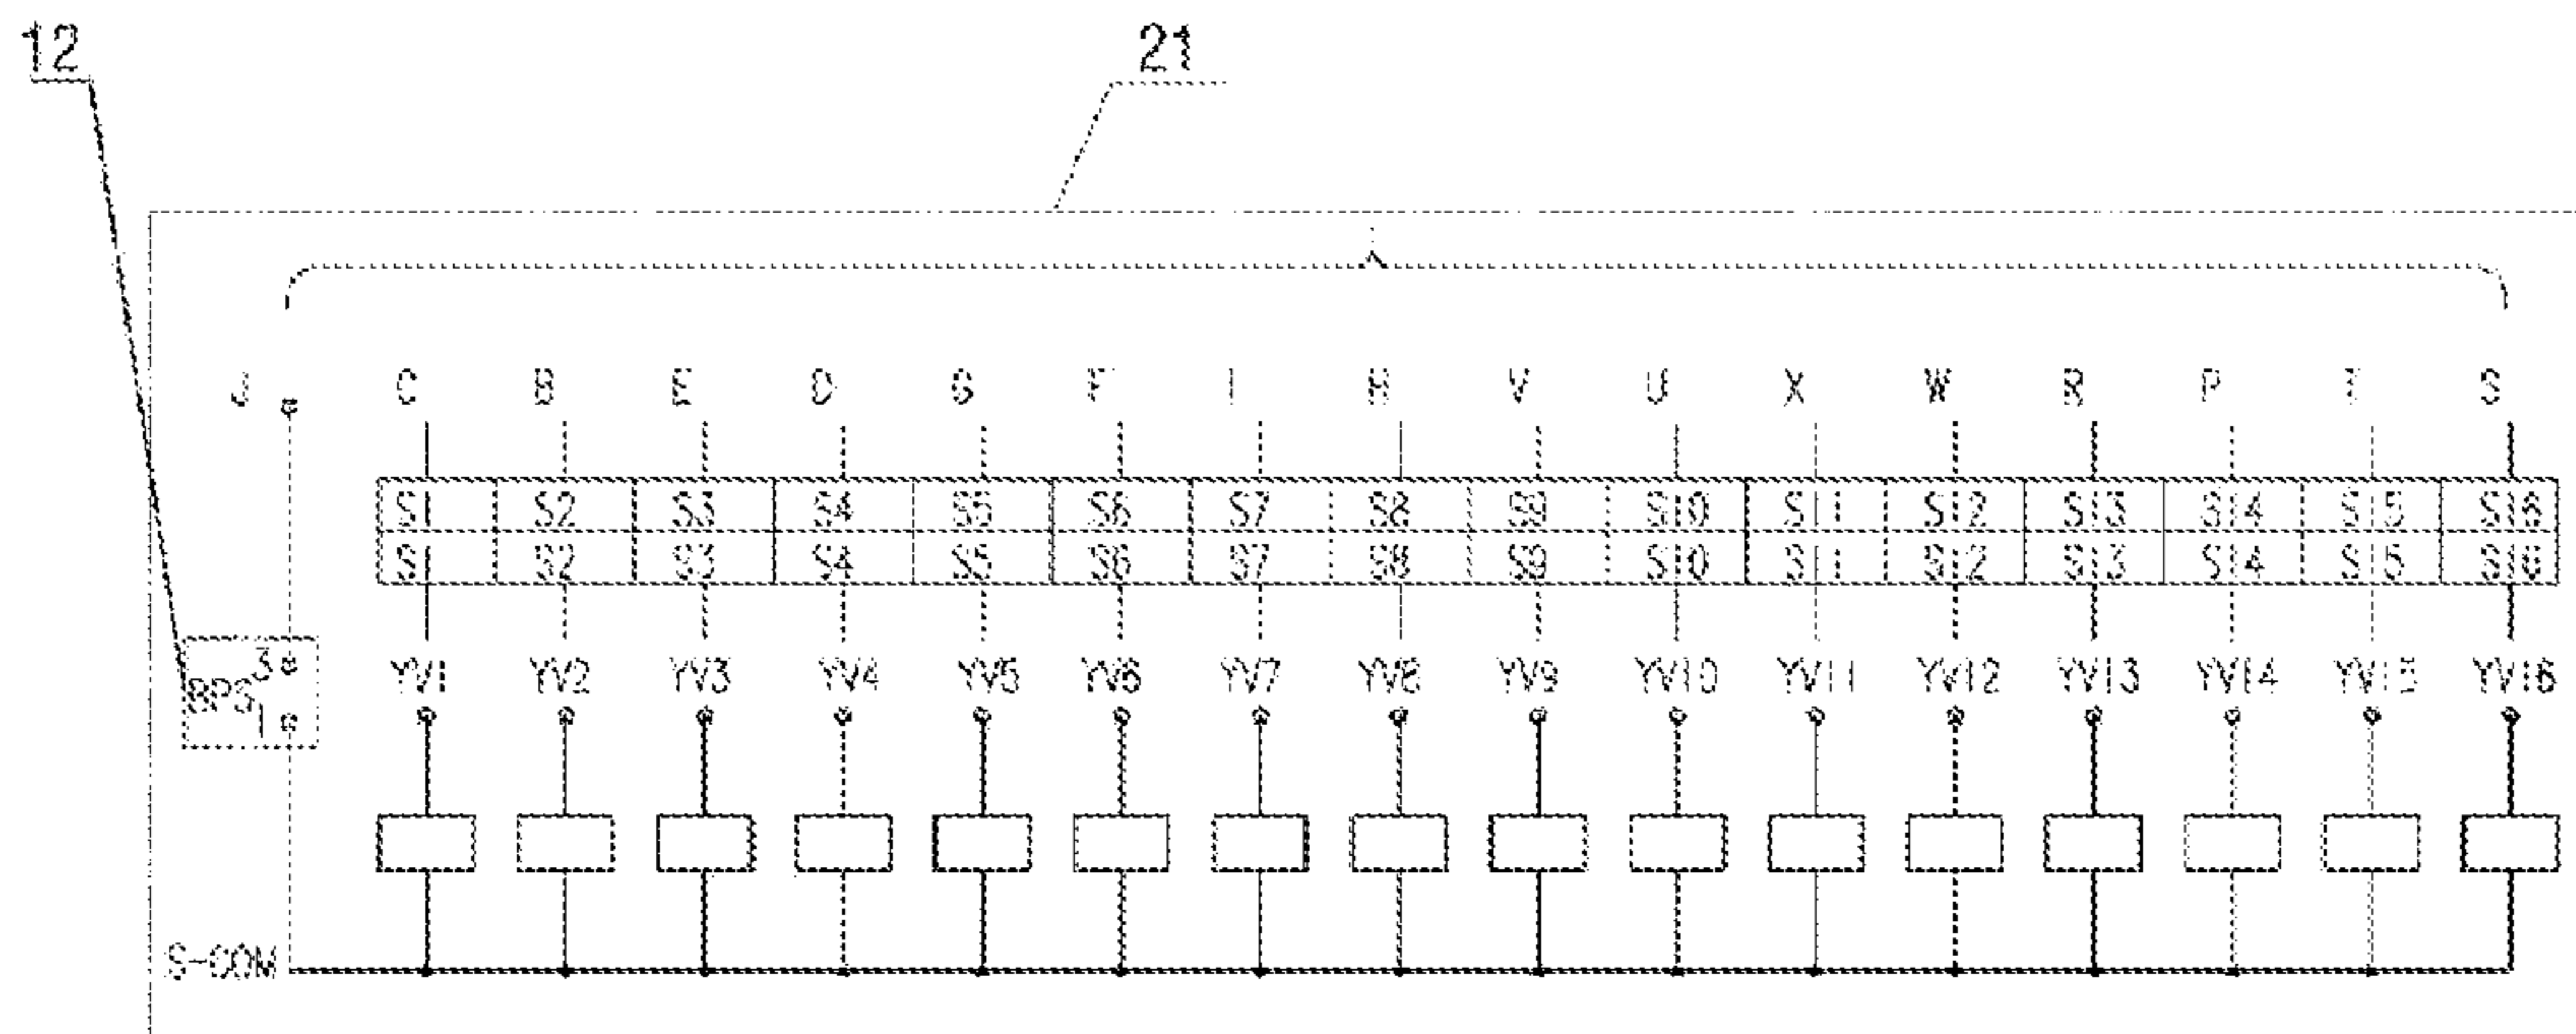 12 21
J C B E D G F I H V U X W R P T S
S1 S2 S3 S4 S5 S6 S7 S8 S9 S10 S11 S12 S13 S14 S15 S16
S1 S2 S3 S4 S5 S6 S7 S8 S9 S10 S11 S12 S13 S14 S15 S16
3
YV1 YV2 YV3 YV4 YV5 YV6 YV7 YV8 YV9 YV10 YV11 YV12 YV13 YV14 YV15 YV16
BPS
1
S-COM